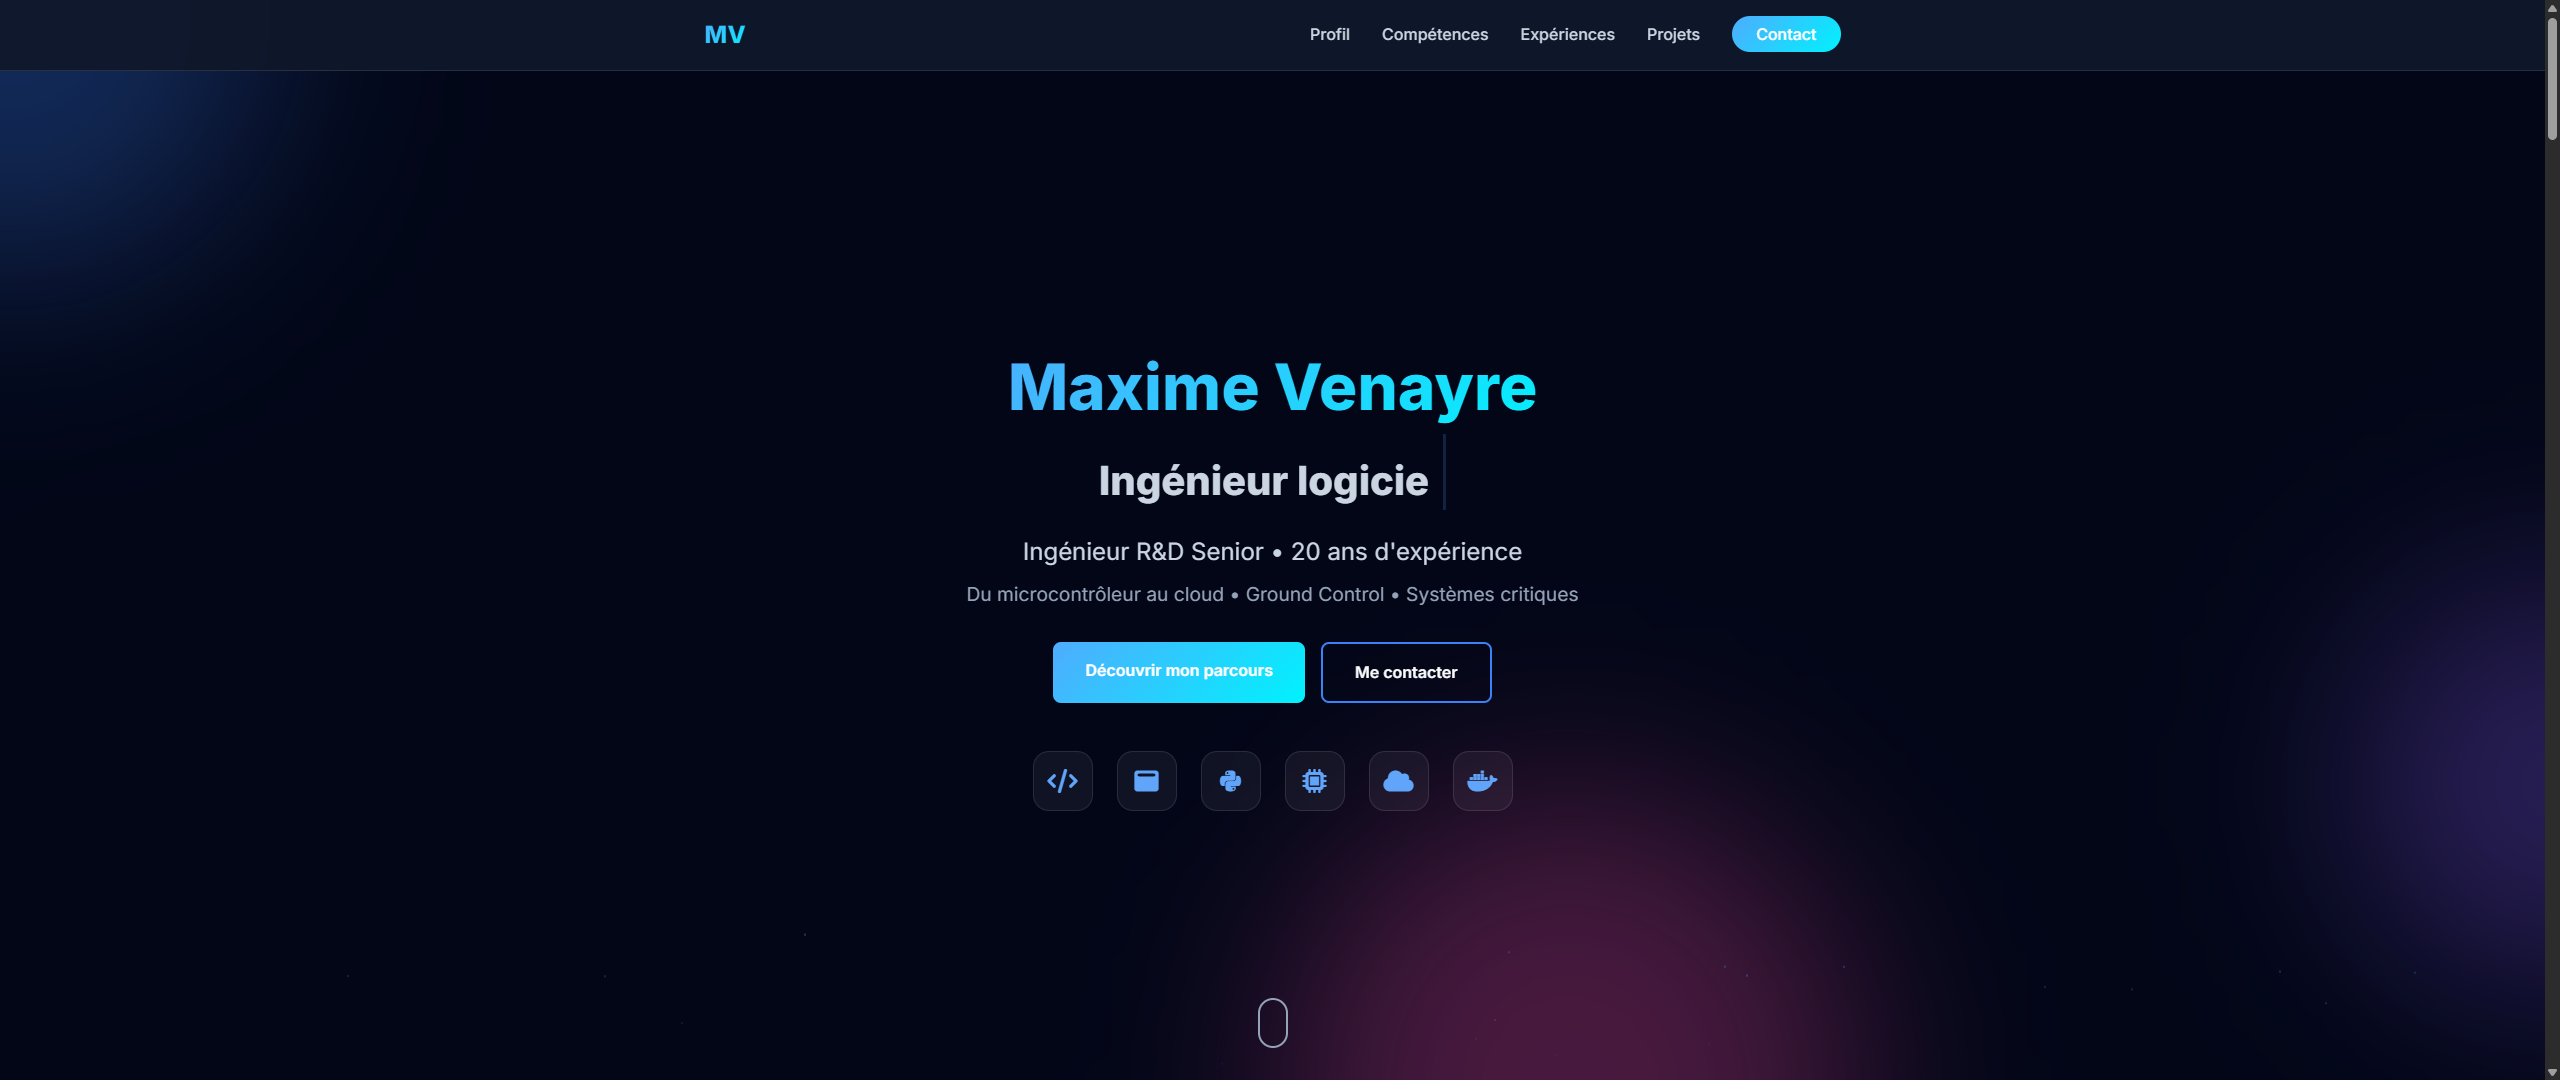 MV
Profil
Compétences
Expériences
Projets
Contact
Maxime Venayre
Ingénieur logicie
Ingénieur R&D Senior • 20 ans d'expérience
Du microcontrôleur au cloud • Ground Control • Systèmes critiques
Découvrir mon parcours
Me contacter